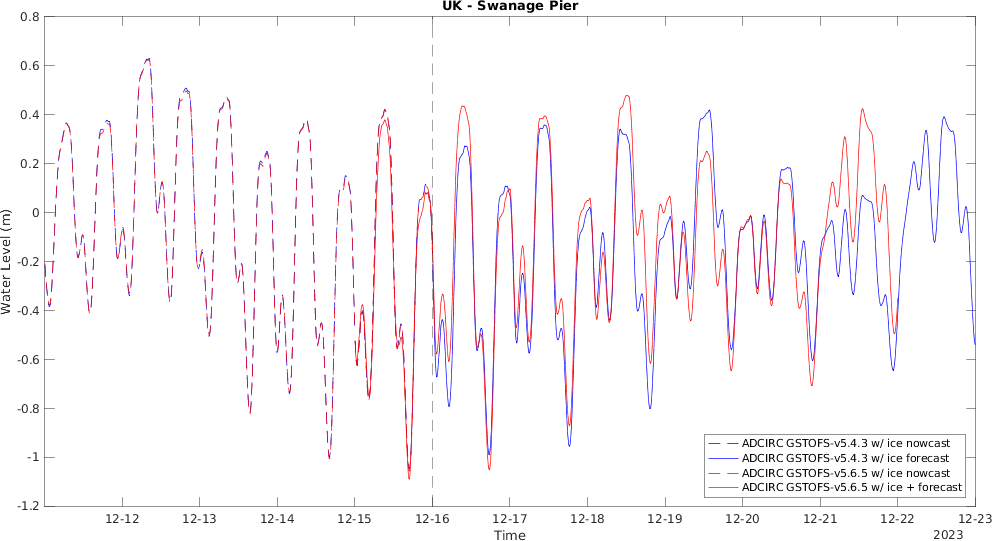 UK - Swanage Pier
0.8
0.6
0.4
0.2
0
-0.2
-0.4
-0.6
-0.8
-1
-1.2
Water Level (m)
ADCIRC GSTOFS-v5.4.3 w/ ice nowcast
ADCIRC GSTOFS-v5.4.3 w/ ice forecast
ADCIRC GSTOFS-v5.6.5 w/ ice nowcast
ADCIRC GSTOFS-v5.6.5 w/ ice + forecast
12-12 12-13 12-14 12-15 12-16 12-17 12-18 12-19 12-20 12-21 12-22 12-23
Time
2023